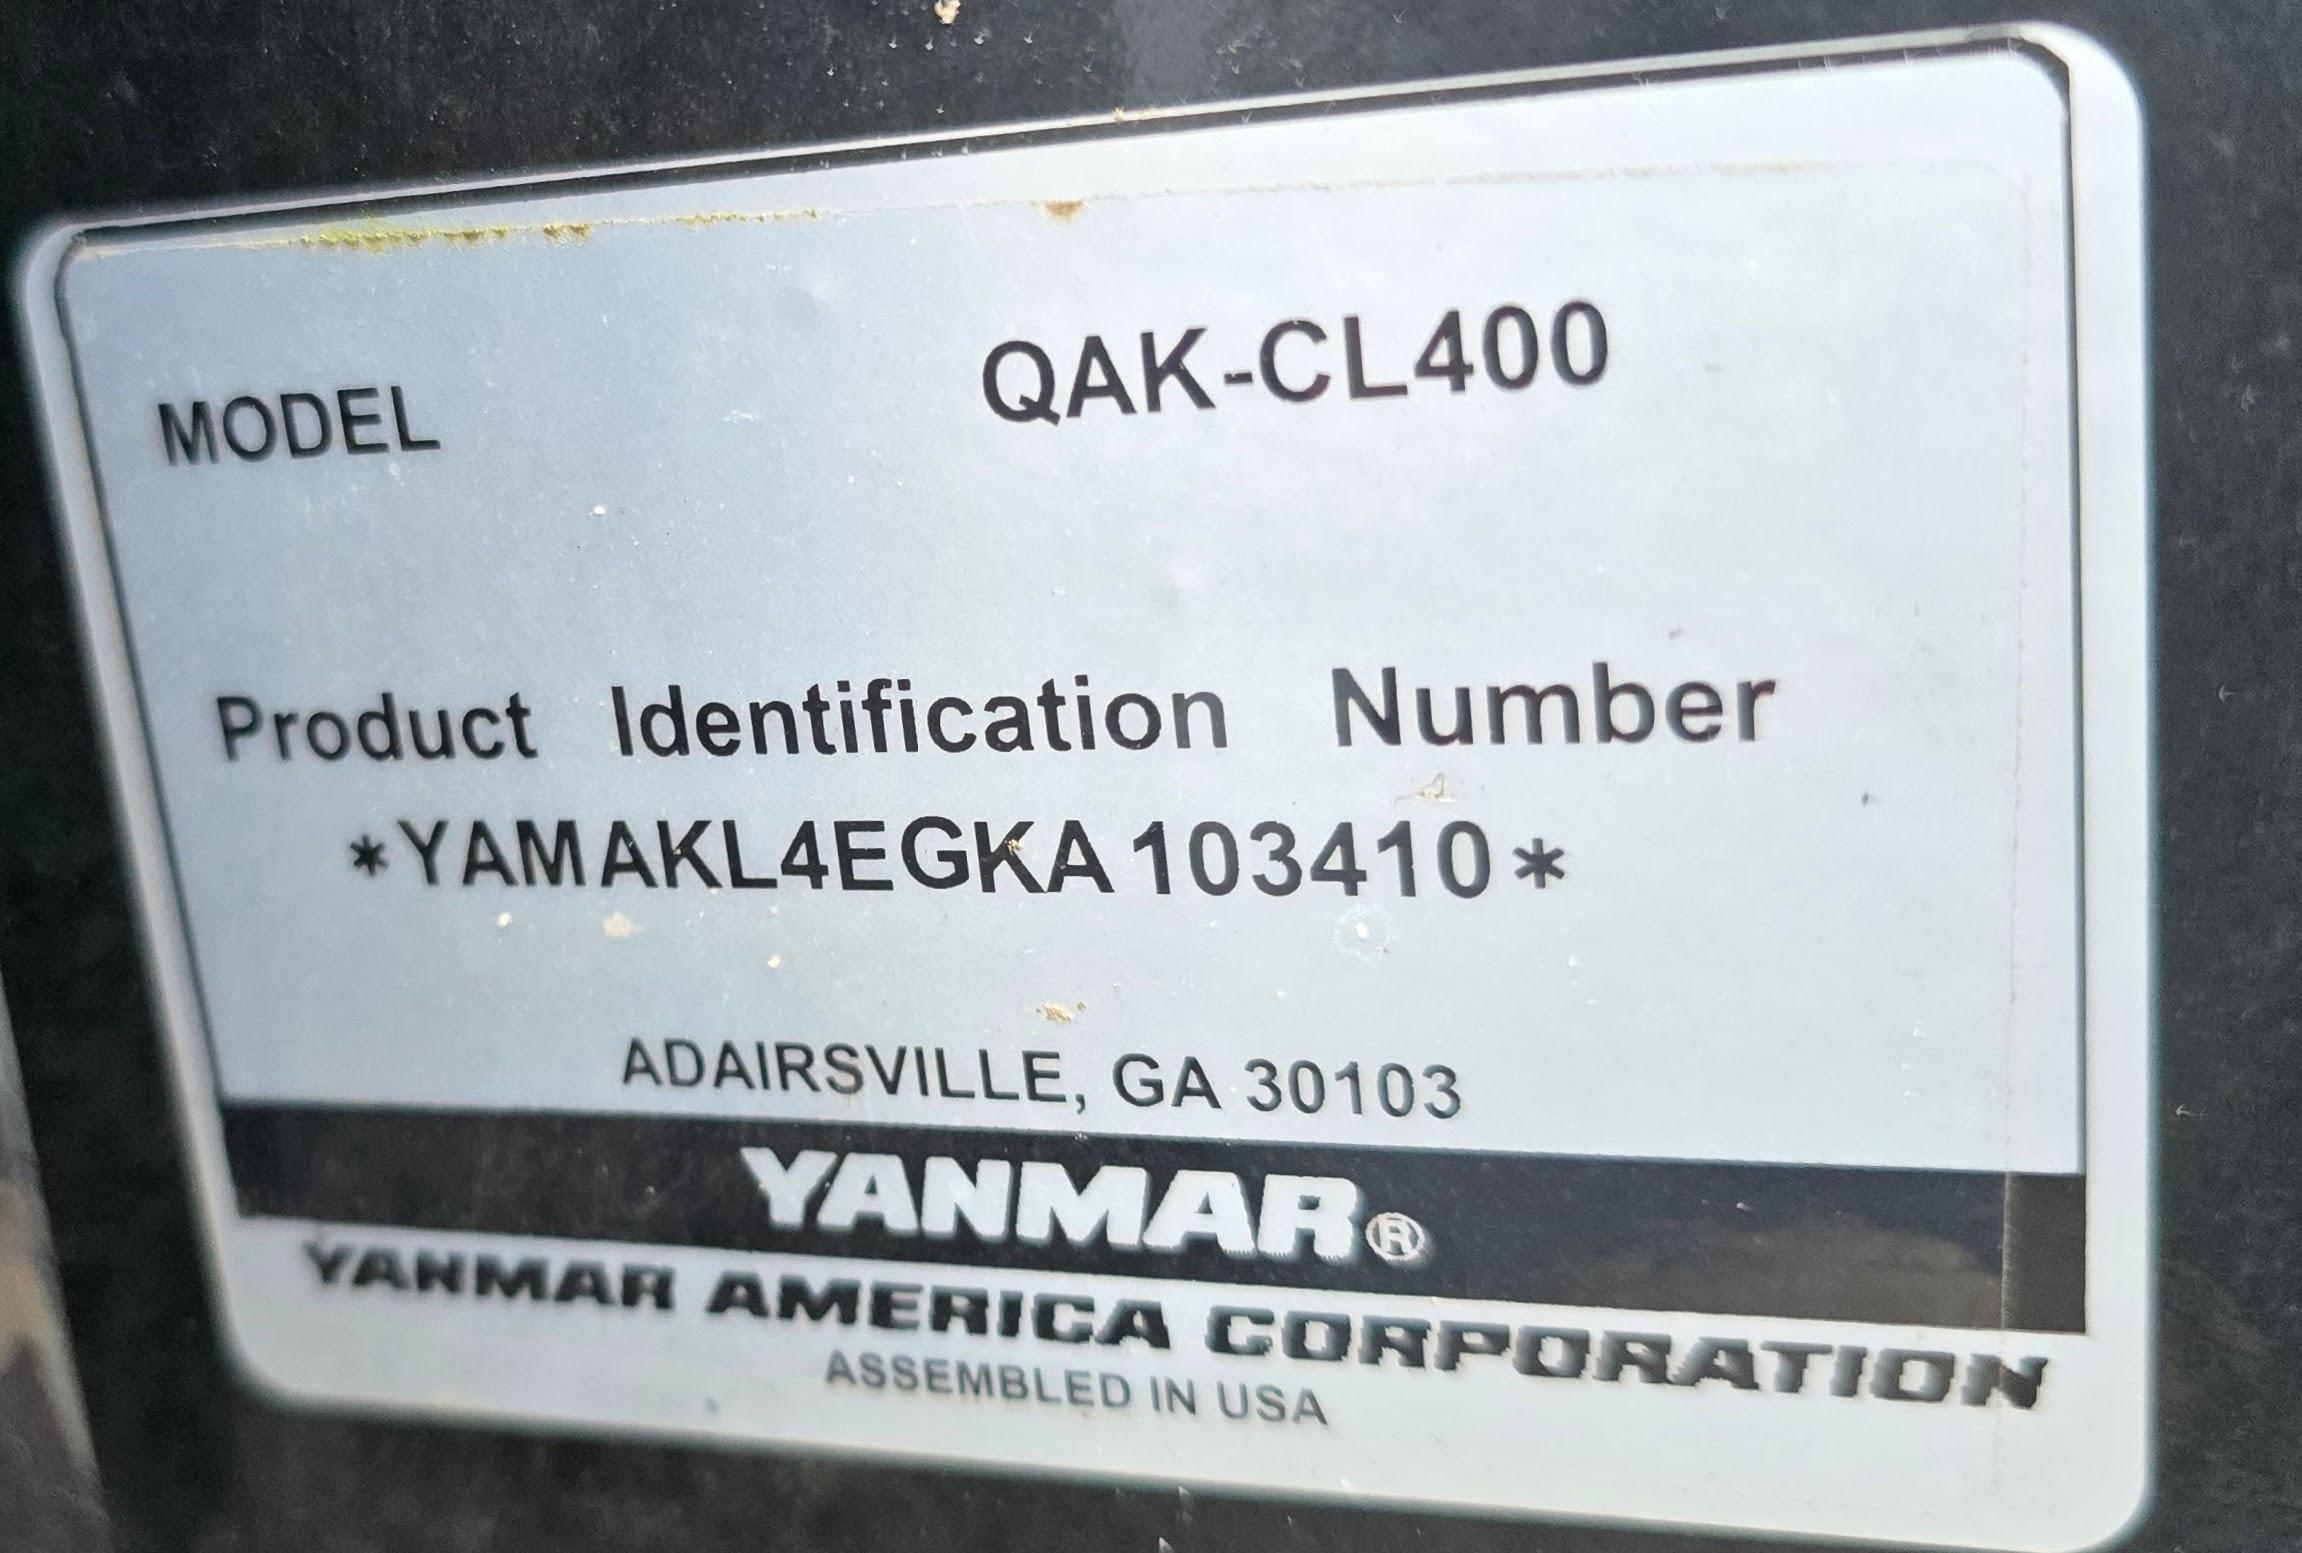 MODEL QAK-CL400
Product Identification Number
*YAMAKL4EGKA103410*
ADAIRSVILLE, GA 30103
YANMAR®
YANMAR AMERICA CORPORATION
ASSEMBLED IN USA